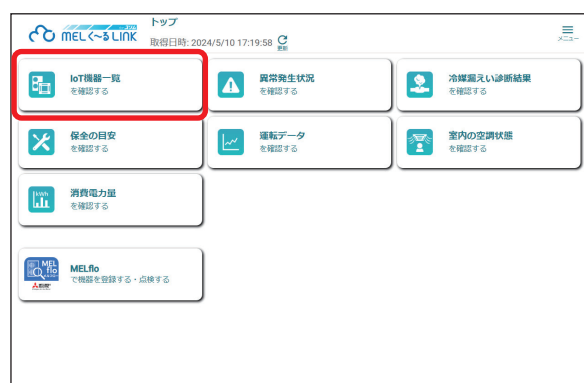 トップ
MELく〜るLINK
取得日時: 2024/5/10 17:19:58
更新
メニュー
IoT機器一覧
を確認する
異常発生状況
を確認する
冷媒漏えい診断結果
を確認する
保全の目安
を確認する
運転データ
を確認する
室内の空調状態
を確認する
kWh
消費電力量
を確認する
MEL
flo
MELflo
で機器を登録する・点検する